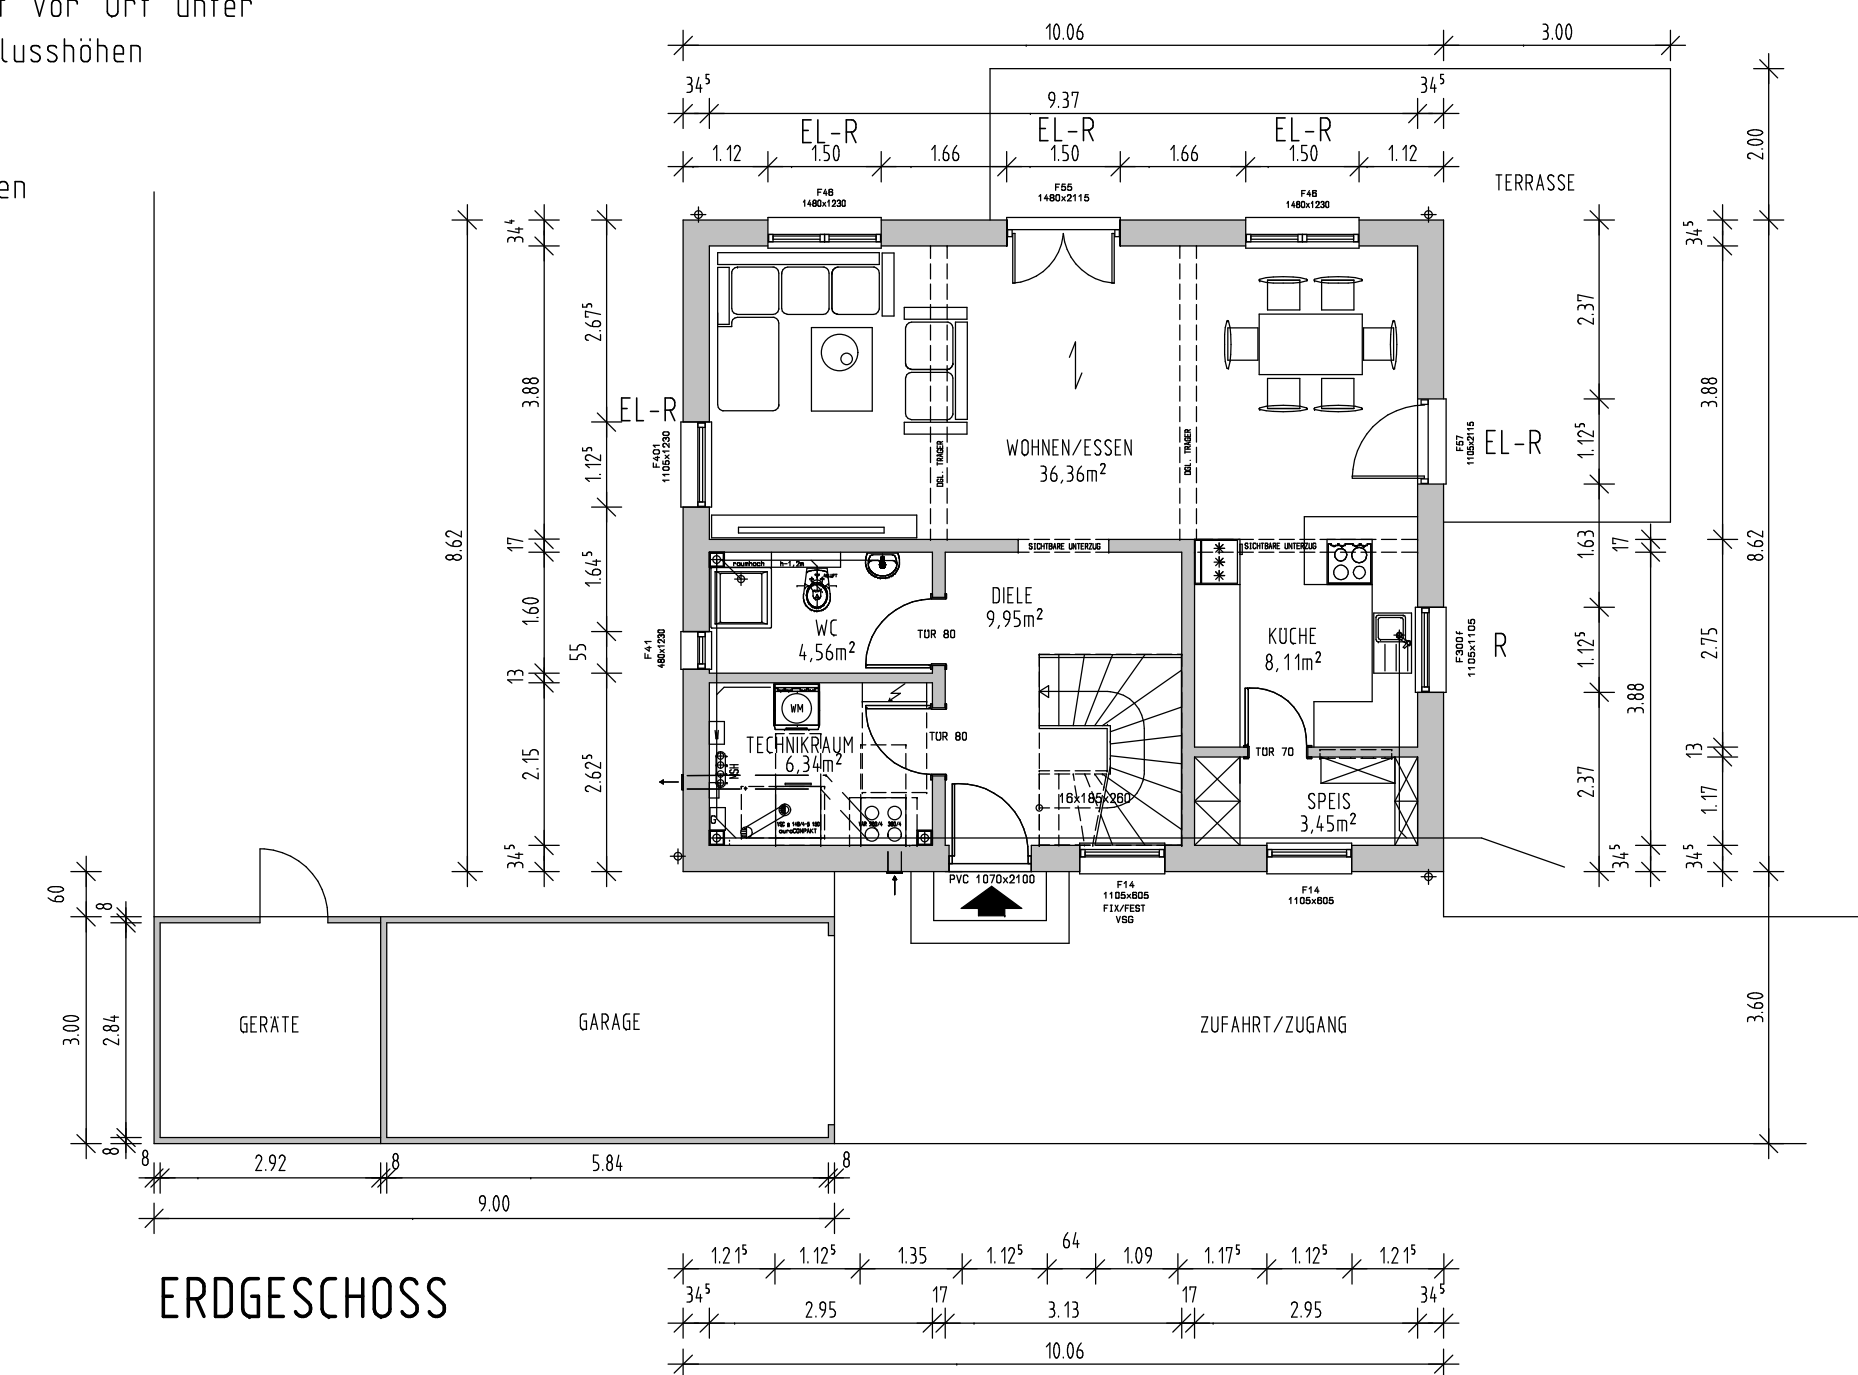 Vor Ort unter
lusshöhen
en
10.06
3.00
34⁵
9.37
34⁵
EL-R
EL-R
EL-R
1.12
1.50
1.66
1.50
1.66
1.50
1.12
2.00
TERRASSE
F46
1480x1230
F55
1480x2115
F46
1480x1230
34⁴
34⁵
2.67⁵
2.37
3.88
3.88
EL-R
F401
1105x1230
1.12⁵
DGL. TRÄGER
WOHNEN/ESSEN
36,36m²
DGL. TRÄGER
F57
1105x2115
EL-R
1.12⁵
8.62
17
SICHTBARE UNTERZUG
SICHTBARE UNTERZUG
1.63
17
8.62
raumhoch
h-1,2m
1.64⁵
1.60
DIELE
9,95m²
WC
4,56m²
TÜR 80
KÜCHE
8,11m²
F41
480x1230
F300f
1105x1105
R
1.12⁵
2.75
55
13
3.88
WM
TÜR 80
TECHNIKRAUM
6,34m²
TÜR 70
2.15
2.62⁵
2.37
13
1.17
16x185x260
SPEIS
3,45m²
G
auroCOMPAKT
34⁵
34⁵
34⁵
PVC 1070x2100
F14
1105x605
FIX/FEST
VSG
F14
1105x605
60
8
3.00
2.84
GERÄTE
GARAGE
ZUFAHRT/ZUGANG
3.60
8
8
2.92
8
5.84
8
9.00
ERDGESCHOSS
1.21⁵
1.12⁵
1.35
1.12⁵
64
1.09
1.17⁵
1.12⁵
1.21⁵
34⁵
2.95
17
3.13
17
2.95
34⁵
10.06